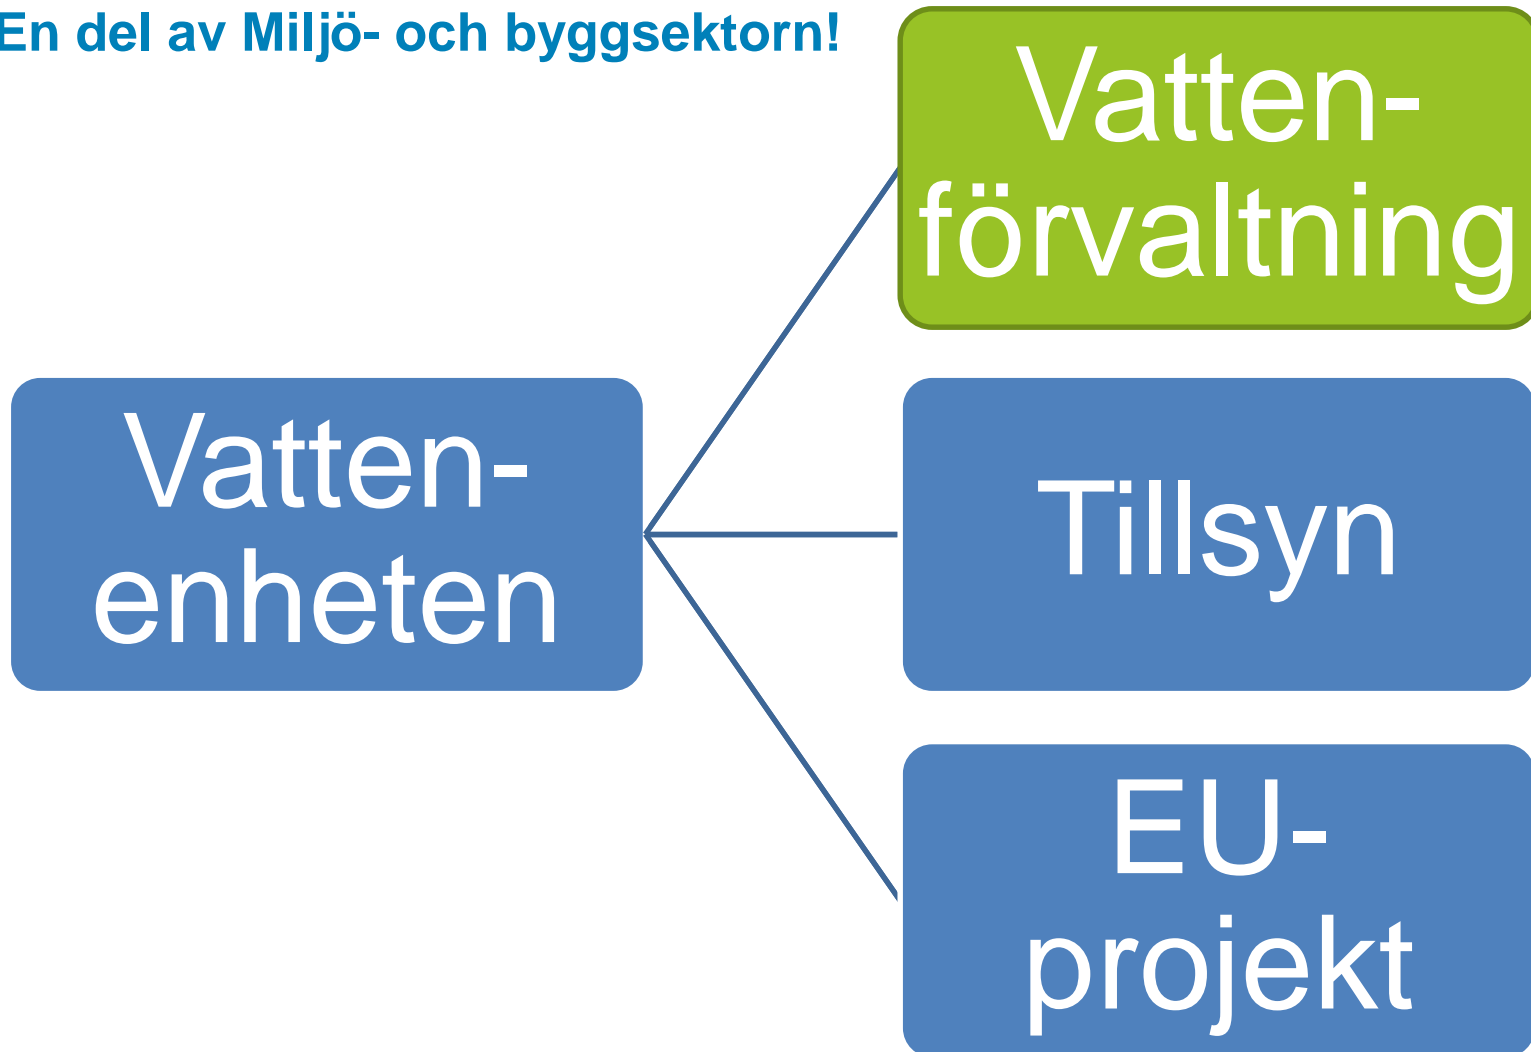 En del av Miljö- och byggsektorn!
Vatten-
förvaltning
Vatten-
enheten
Tillsyn
EU-
projekt